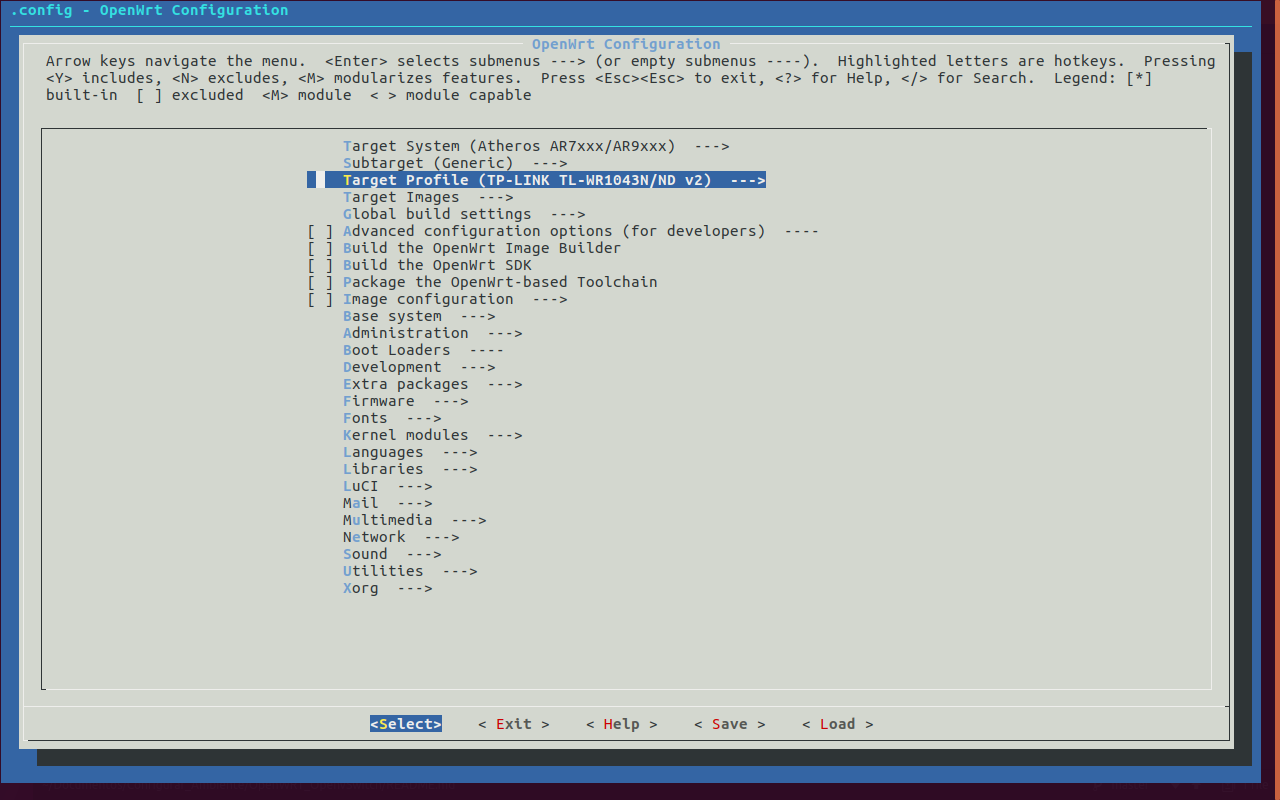 .config - OpenWrt Configuration
OpenWrt Configuration
Arrow keys navigate the menu.  <Enter> selects submenus ---> (or empty submenus ----).  Highlighted letters are hotkeys.  Pressing
<Y> includes, <N> excludes, <M> modularizes features.  Press <Esc><Esc> to exit, <?> for Help, </> for Search.  Legend: [*]
built-in  [ ] excluded  <M> module  < > module capable
Target System (Atheros AR7xxx/AR9xxx)  --->
Subtarget (Generic)  --->
Target Profile (TP-LINK TL-WR1043N/ND v2)  --->
Target Images  --->
Global build settings  --->
[ ] Advanced configuration options (for developers)  ----
[ ] Build the OpenWrt Image Builder
[ ] Build the OpenWrt SDK
[ ] Package the OpenWrt-based Toolchain
[ ] Image configuration  --->
Base system  --->
Administration  --->
Boot Loaders  ----
Development  --->
Extra packages  --->
Firmware  --->
Fonts  --->
Kernel modules  --->
Languages  --->
Libraries  --->
LuCI  --->
Mail  --->
Multimedia  --->
Network  --->
Sound  --->
Utilities  --->
Xorg  --->
<Select>    < Exit >    < Help >    < Save >    < Load >